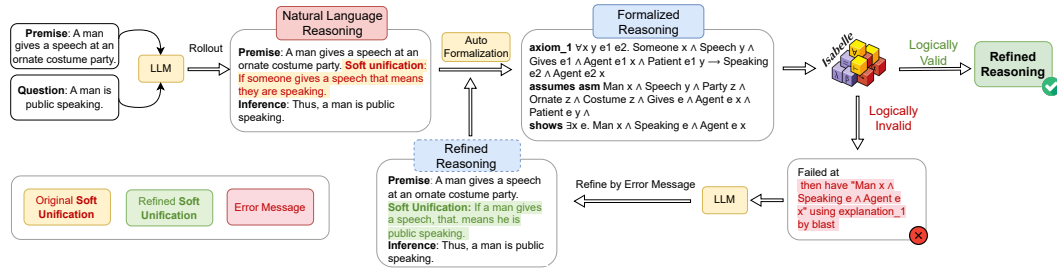 Premise: A man
gives a speech at an
ornate costume party.
Question: A man is
public speaking.
LLM
Rollout
Natural Language
Reasoning
Premise: A man gives a speech at an
ornate costume party. Soft unification:
If someone gives a speech that means
they are speaking.
Inference: Thus, a man is public
speaking.
Auto
Formalization
Formalized
Reasoning
axiom_1 ∀x y e1 e2. Someone x ∧ Speech y ∧
Gives e1 ∧ Agent e1 x ∧ Patient e1 y ⟶ Speaking
e2 ∧ Agent e2 x
assumes asm Man x ∧ Speech y ∧ Party z ∧
Ornate z ∧ Costume z ∧ Gives e ∧ Agent e x ∧
Patient e y ∧
shows ∃x e. Man x ∧ Speaking e ∧ Agent e x
Isabelle
Logically
Valid
Refined
Reasoning
Logically
Invalid
Failed at
then have "Man x ∧
Speaking e ∧ Agent e
x" using explanation_1
by blast
LLM
Refine by Error Message
Refined
Reasoning
Premise: A man gives a speech
at an ornate costume party.
Soft Unification: If a man gives
a speech, that. means he is
public speaking.
Inference: Thus, a man is public
speaking.
Original Soft
Unification
Refined Soft
Unification
Error Message